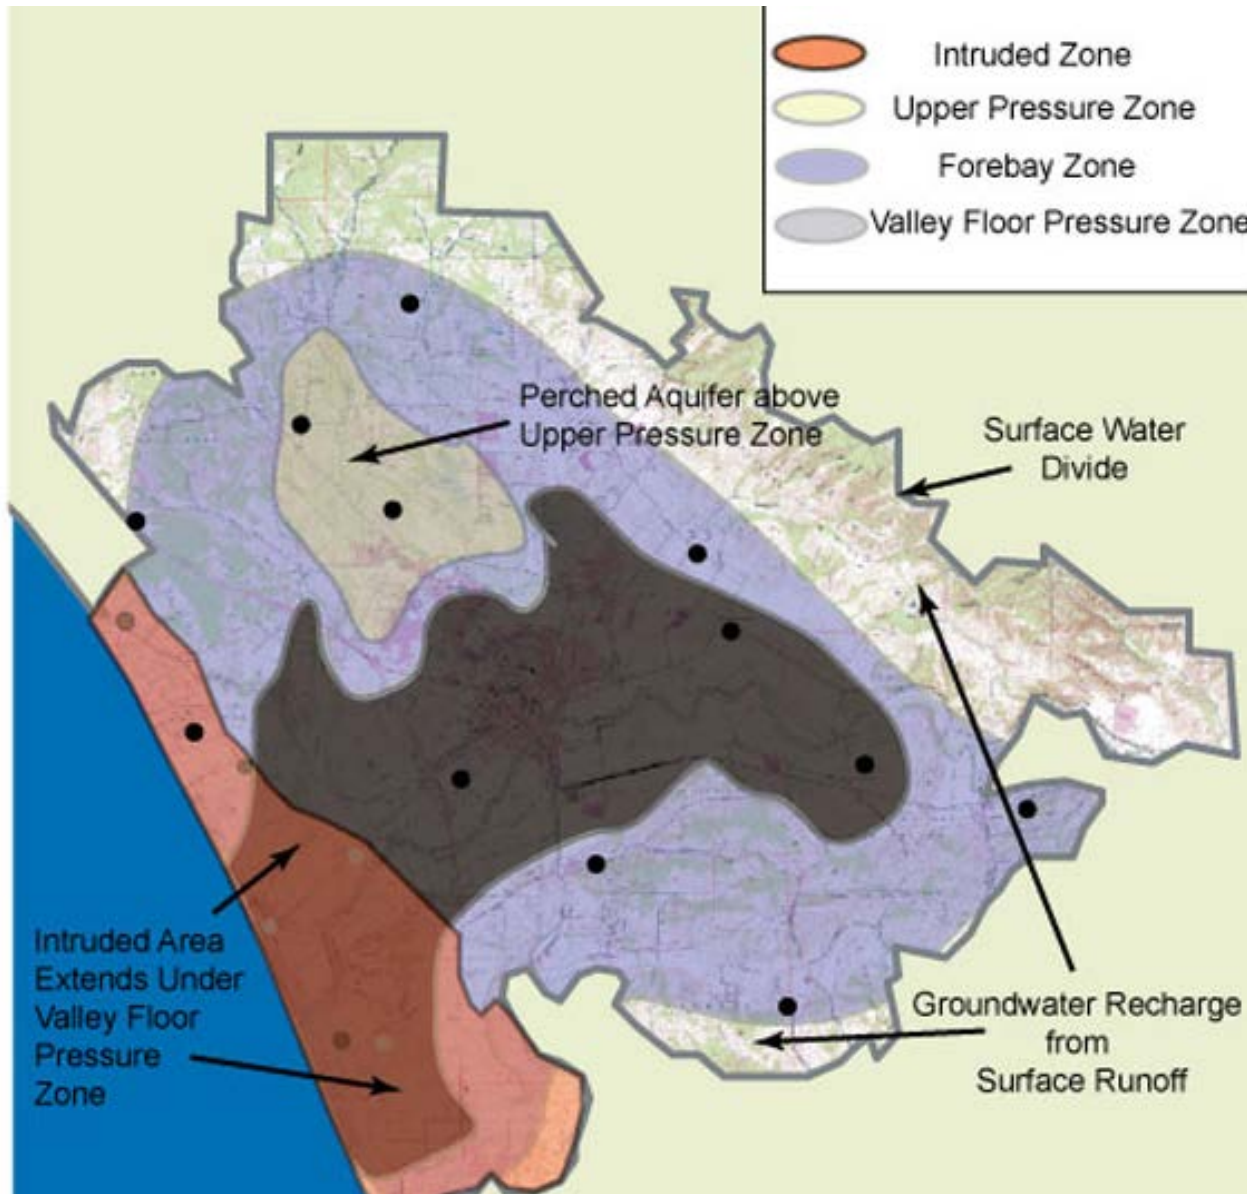 Intruded Zone
Upper Pressure Zone
Forebay Zone
Valley Floor Pressure Zone
Perched Aquifer above
Upper Pressure Zone
Surface Water
Divide
Intruded Area
Extends Under
Valley Floor
Pressure
Zone
Groundwater Recharge
from
Surface Runoff